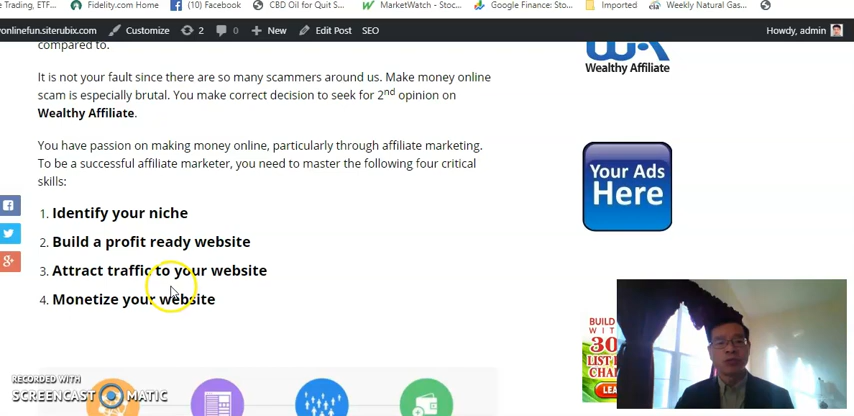 e Trading, ETF...
Fidelity.com Home
(10) Facebook
CBD Oil for Quit S...
MarketWatch - Stoc...
Google Finance: Sto...
Imported
Weekly Natural Gas...
onlinefun.siterubix.com
Customize
2
0
New
Edit Post
SEO
Howdy, admin
compared to.
It is not your fault since there are so many scammers around us. Make money online
scam is especially brutal. You make correct decision to seek for 2nd opinion on
Wealthy Affiliate.
You have passion on making money online, particularly through affiliate marketing.
To be a successful affiliate marketer, you need to master the following four critical
skills:
1. Identify your niche
2. Build a profit ready website
3. Attract traffic to your website
4. Monetize your website
Wealthy Affiliate
Your Ads
Here
BUILD
WIT
30
LIST
CHA
LEA
RECORDED WITH
SCREENCAST MATIC